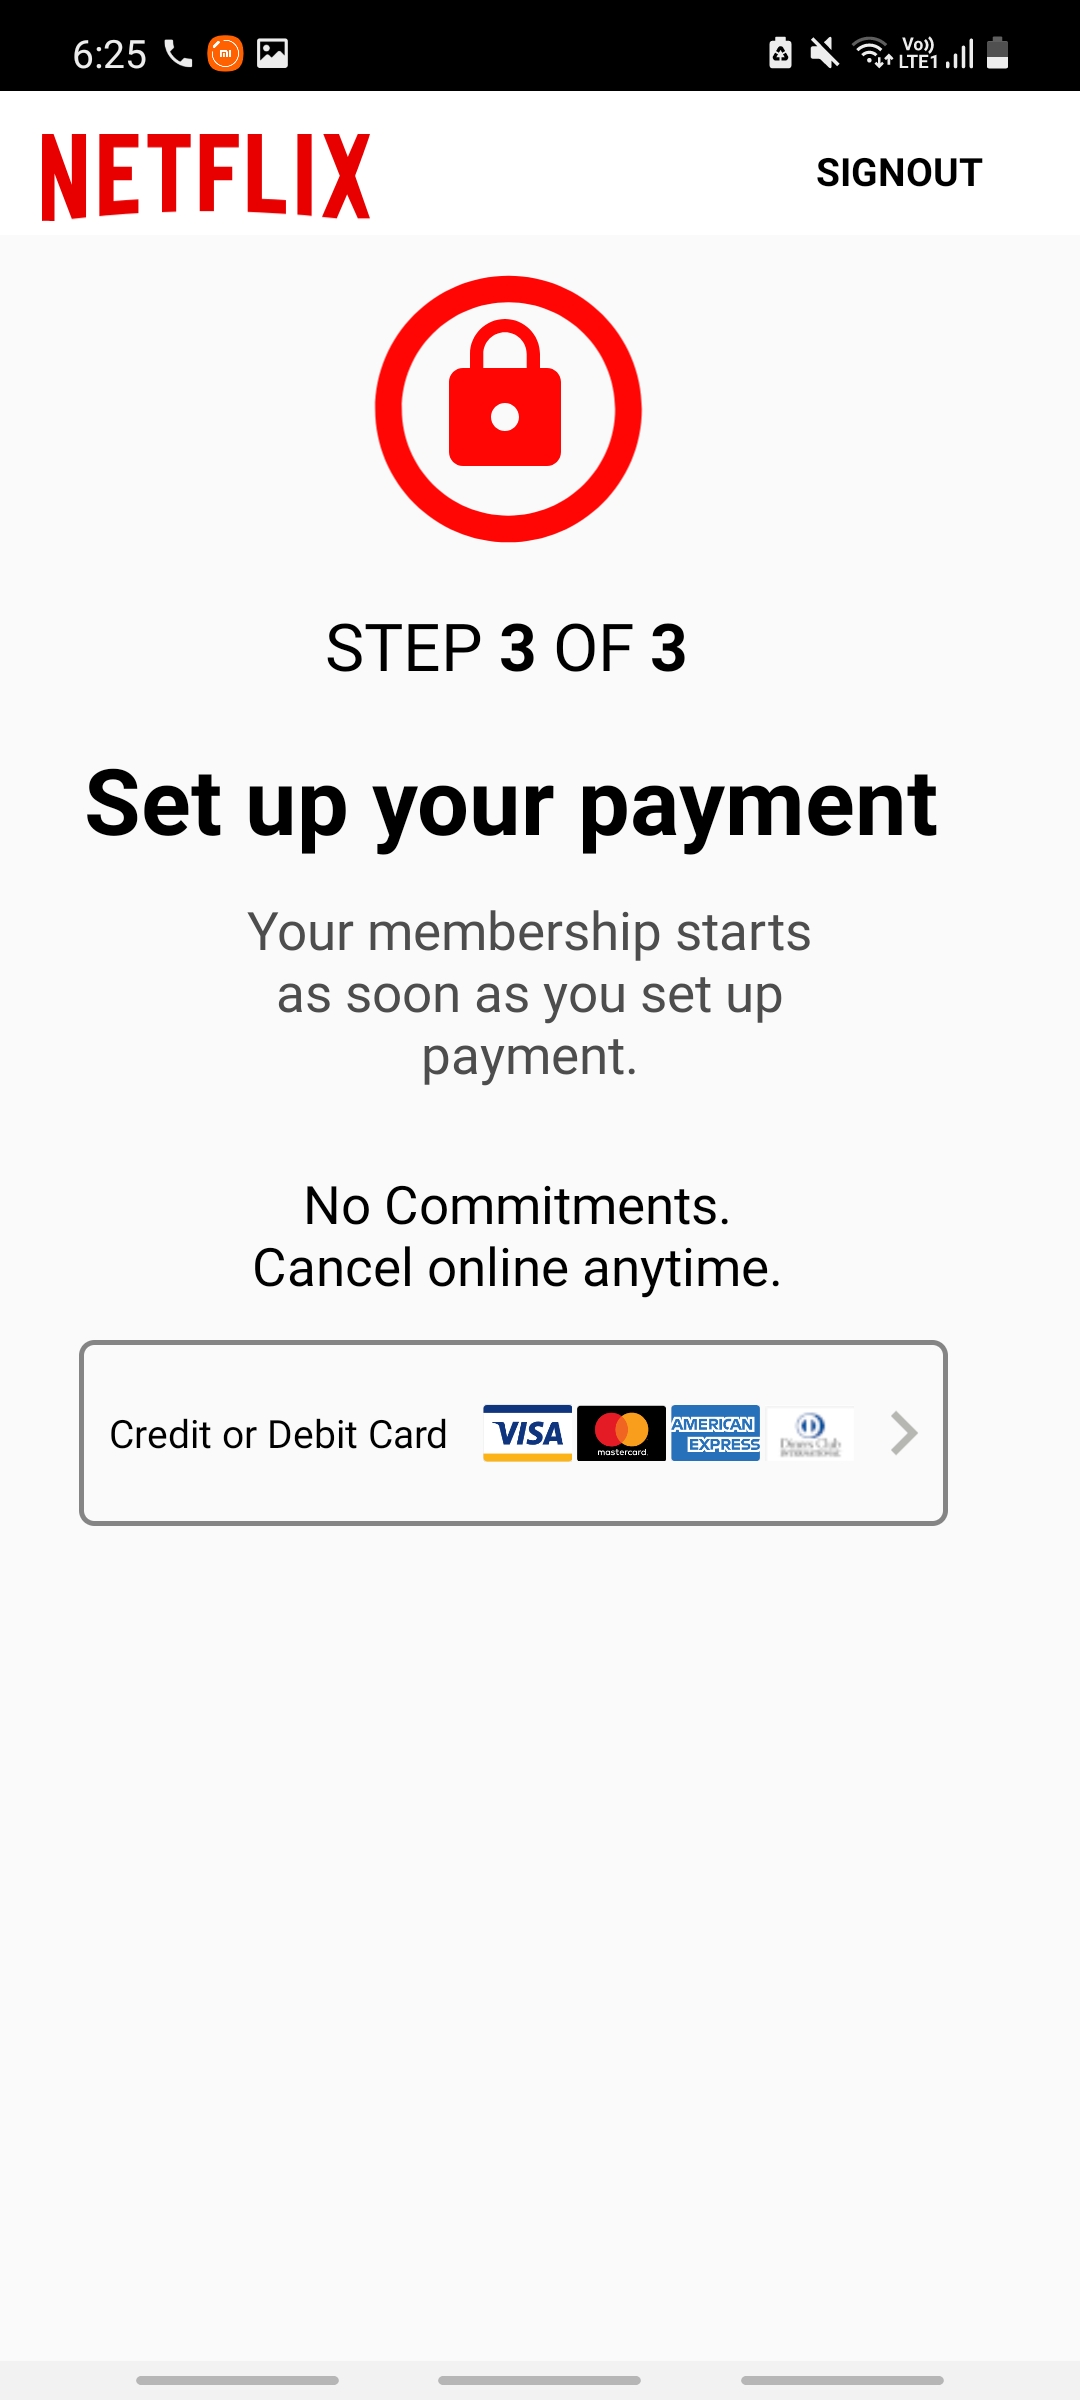 6:25
Vo))
LTE1
NETFLIX
SIGNOUT
STEP 3 OF 3
Set up your payment
Your membership starts
as soon as you set up
payment.
No Commitments.
Cancel online anytime.
Credit or Debit Card
VISA
mastercard.
AMERICAN
EXPRESS
Diners Club
INTERNATIONAL